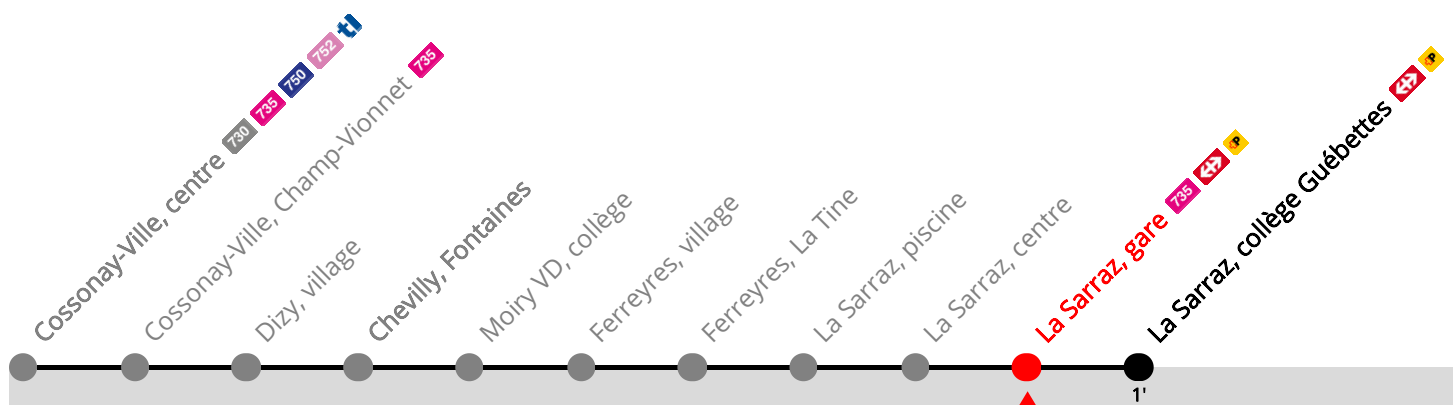 Cossonay-Ville, centre 730 735 750 752 tl
Cossonay-Ville, Champ-Vionnet 735
Dizy, village
Chevilly, Fontaines
Moiry VD, collège
Ferreyres, village
Ferreyres, La Tine
La Sarraz, piscine
La Sarraz, centre
La Sarraz, gare 735 P
La Sarraz, collège Guébettes P
1'